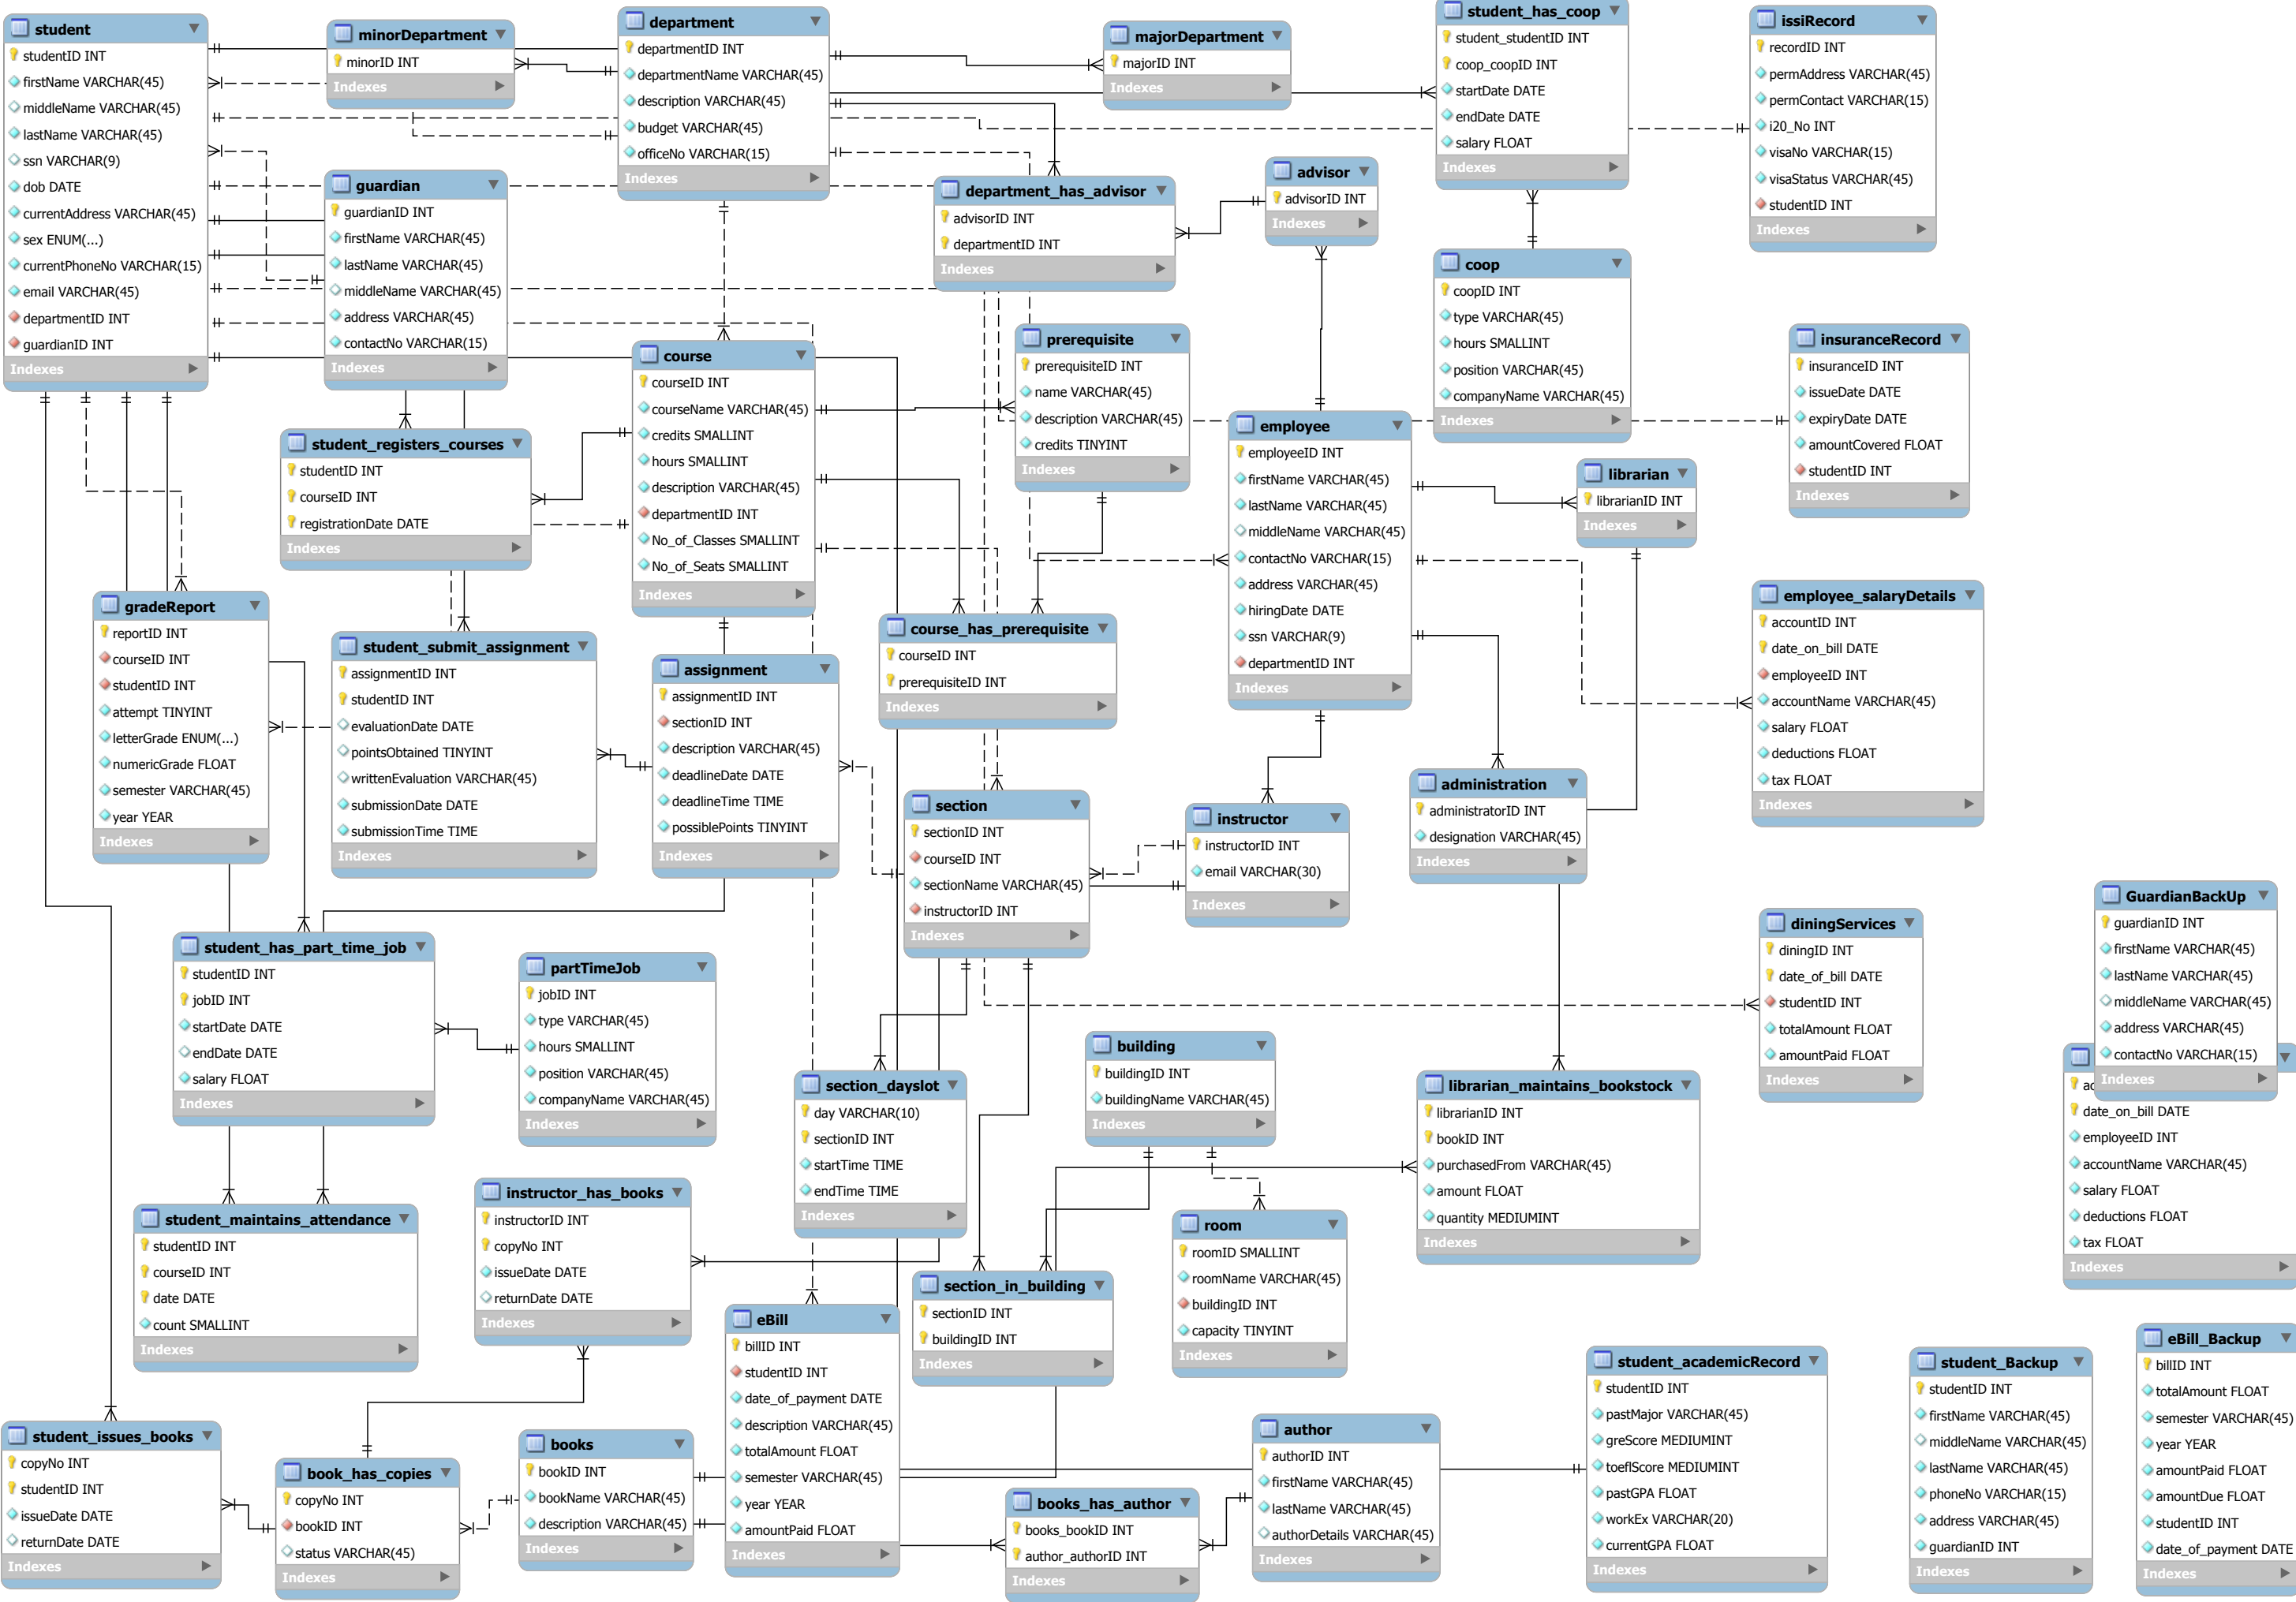 student
studentID INT
firstName VARCHAR(45)
middleName VARCHAR(45)
lastName VARCHAR(45)
ssn VARCHAR(9)
dob DATE
currentAddress VARCHAR(45)
sex ENUM(...)
currentPhoneNo VARCHAR(15)
email VARCHAR(45)
departmentID INT
guardianID INT
Indexes
minorDepartment
minorID INT
Indexes
department
departmentID INT
departmentName VARCHAR(45)
description VARCHAR(45)
budget VARCHAR(45)
officeNo VARCHAR(15)
Indexes
majorDepartment
majorID INT
Indexes
student_has_coop
student_studentID INT
coop_coopID INT
startDate DATE
endDate DATE
salary FLOAT
Indexes
issiRecord
recordID INT
permAddress VARCHAR(45)
permContact VARCHAR(15)
i20_No INT
visaNo VARCHAR(15)
visaStatus VARCHAR(45)
studentID INT
Indexes
guardian
guardianID INT
firstName VARCHAR(45)
lastName VARCHAR(45)
middleName VARCHAR(45)
address VARCHAR(45)
contactNo VARCHAR(15)
Indexes
department_has_advisor
advisorID INT
departmentID INT
Indexes
advisor
advisorID INT
Indexes
coop
coopID INT
type VARCHAR(45)
hours SMALLINT
position VARCHAR(45)
companyName VARCHAR(45)
Indexes
course
courseID INT
courseName VARCHAR(45)
credits SMALLINT
hours SMALLINT
description VARCHAR(45)
departmentID INT
No_of_Classes SMALLINT
No_of_Seats SMALLINT
Indexes
prerequisite
prerequisiteID INT
name VARCHAR(45)
description VARCHAR(45)
credits TINYINT
Indexes
insuranceRecord
insuranceID INT
issueDate DATE
expiryDate DATE
amountCovered FLOAT
studentID INT
Indexes
student_registers_courses
studentID INT
courseID INT
registrationDate DATE
Indexes
employee
employeeID INT
firstName VARCHAR(45)
lastName VARCHAR(45)
middleName VARCHAR(45)
contactNo VARCHAR(15)
address VARCHAR(45)
hiringDate DATE
ssn VARCHAR(9)
departmentID INT
Indexes
librarian
librarianID INT
Indexes
gradeReport
reportID INT
courseID INT
studentID INT
attempt TINYINT
letterGrade ENUM(...)
numericGrade FLOAT
semester VARCHAR(45)
year YEAR
Indexes
student_submit_assignment
assignmentID INT
studentID INT
evaluationDate DATE
pointsObtained TINYINT
writtenEvaluation VARCHAR(45)
submissionDate DATE
submissionTime TIME
Indexes
assignment
assignmentID INT
sectionID INT
description VARCHAR(45)
deadlineDate DATE
deadlineTime TIME
possiblePoints TINYINT
Indexes
course_has_prerequisite
courseID INT
prerequisiteID INT
Indexes
employee_salaryDetails
accountID INT
date_on_bill DATE
employeeID INT
accountName VARCHAR(45)
salary FLOAT
deductions FLOAT
tax FLOAT
Indexes
section
sectionID INT
courseID INT
sectionName VARCHAR(45)
instructorID INT
Indexes
instructor
instructorID INT
email VARCHAR(30)
Indexes
administration
administratorID INT
designation VARCHAR(45)
Indexes
student_has_part_time_job
studentID INT
jobID INT
startDate DATE
endDate DATE
salary FLOAT
Indexes
partTimeJob
jobID INT
type VARCHAR(45)
hours SMALLINT
position VARCHAR(45)
companyName VARCHAR(45)
Indexes
diningServices
diningID INT
date_of_bill DATE
studentID INT
totalAmount FLOAT
amountPaid FLOAT
Indexes
GuardianBackUp
guardianID INT
firstName VARCHAR(45)
lastName VARCHAR(45)
middleName VARCHAR(45)
address VARCHAR(45)
contactNo VARCHAR(15)
Indexes
date_on_bill DATE
employeeID INT
accountName VARCHAR(45)
salary FLOAT
deductions FLOAT
tax FLOAT
Indexes
section_dayslot
day VARCHAR(10)
sectionID INT
startTime TIME
endTime TIME
Indexes
building
buildingID INT
buildingName VARCHAR(45)
Indexes
librarian_maintains_bookstock
librarianID INT
bookID INT
purchasedFrom VARCHAR(45)
amount FLOAT
quantity MEDIUMINT
Indexes
student_maintains_attendance
studentID INT
courseID INT
date DATE
count SMALLINT
Indexes
instructor_has_books
instructorID INT
copyNo INT
issueDate DATE
returnDate DATE
Indexes
room
roomID SMALLINT
roomName VARCHAR(45)
buildingID INT
capacity TINYINT
Indexes
section_in_building
sectionID INT
buildingID INT
Indexes
eBill
billID INT
studentID INT
date_of_payment DATE
description VARCHAR(45)
totalAmount FLOAT
semester VARCHAR(45)
year YEAR
amountPaid FLOAT
Indexes
student_academicRecord
studentID INT
pastMajor VARCHAR(45)
greScore MEDIUMINT
toeflScore MEDIUMINT
pastGPA FLOAT
workEx VARCHAR(20)
currentGPA FLOAT
Indexes
student_Backup
studentID INT
firstName VARCHAR(45)
middleName VARCHAR(45)
lastName VARCHAR(45)
phoneNo VARCHAR(15)
address VARCHAR(45)
guardianID INT
Indexes
eBill_Backup
billID INT
totalAmount FLOAT
semester VARCHAR(45)
year YEAR
amountPaid FLOAT
amountDue FLOAT
studentID INT
date_of_payment DATE
Indexes
student_issues_books
copyNo INT
studentID INT
issueDate DATE
returnDate DATE
Indexes
book_has_copies
copyNo INT
bookID INT
status VARCHAR(45)
Indexes
books
bookID INT
bookName VARCHAR(45)
description VARCHAR(45)
Indexes
books_has_author
books_bookID INT
author_authorID INT
Indexes
author
authorID INT
firstName VARCHAR(45)
lastName VARCHAR(45)
authorDetails VARCHAR(45)
Indexes